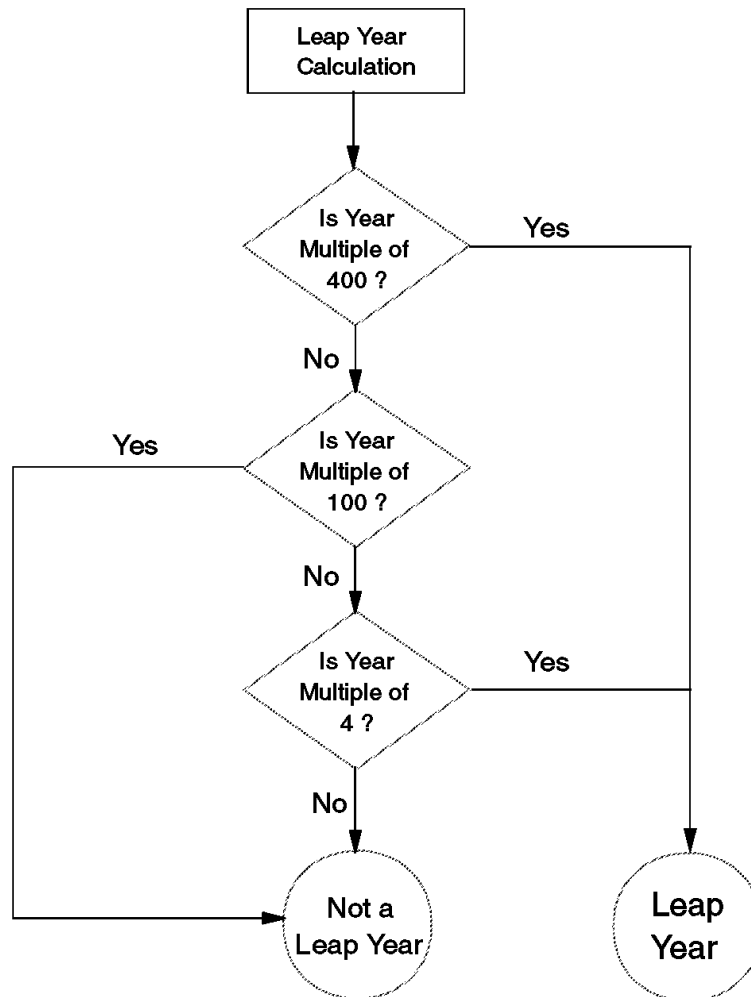 Leap Year
Calculation
Is Year
Multiple of
400 ?
Yes
No
Is Year
Multiple of
100 ?
Yes
No
Is Year
Multiple of
4 ?
Yes
No
Not a
Leap Year
Leap
Year